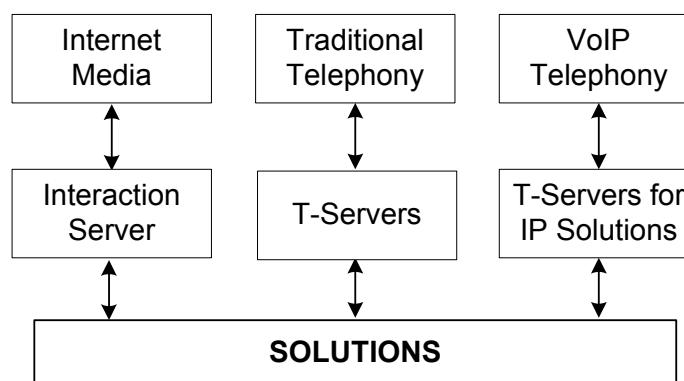 Internet
Media
Traditional
Telephony
VoIP
Telephony
Interaction
Server
T-Servers
T-Servers for
IP Solutions
SOLUTIONS